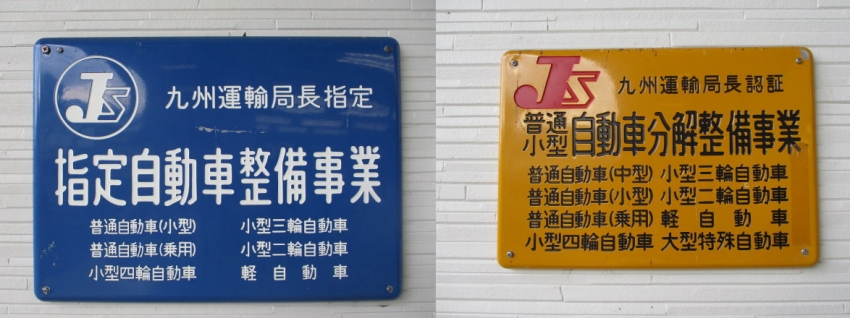 JS 九州運輸局長指定
指定自動車整備事業
普通自動車(小型) 小型三輪自動車
普通自動車(乗用) 小型二輪自動車
小型四輪自動車 軽自動車
JS 九州運輸局長認証
普通小型自動車分解整備事業
普通自動車(中型) 小型三輪自動車
普通自動車(小型) 小型二輪自動車
普通自動車(乗用) 軽自動車
小型四輪自動車 大型特殊自動車